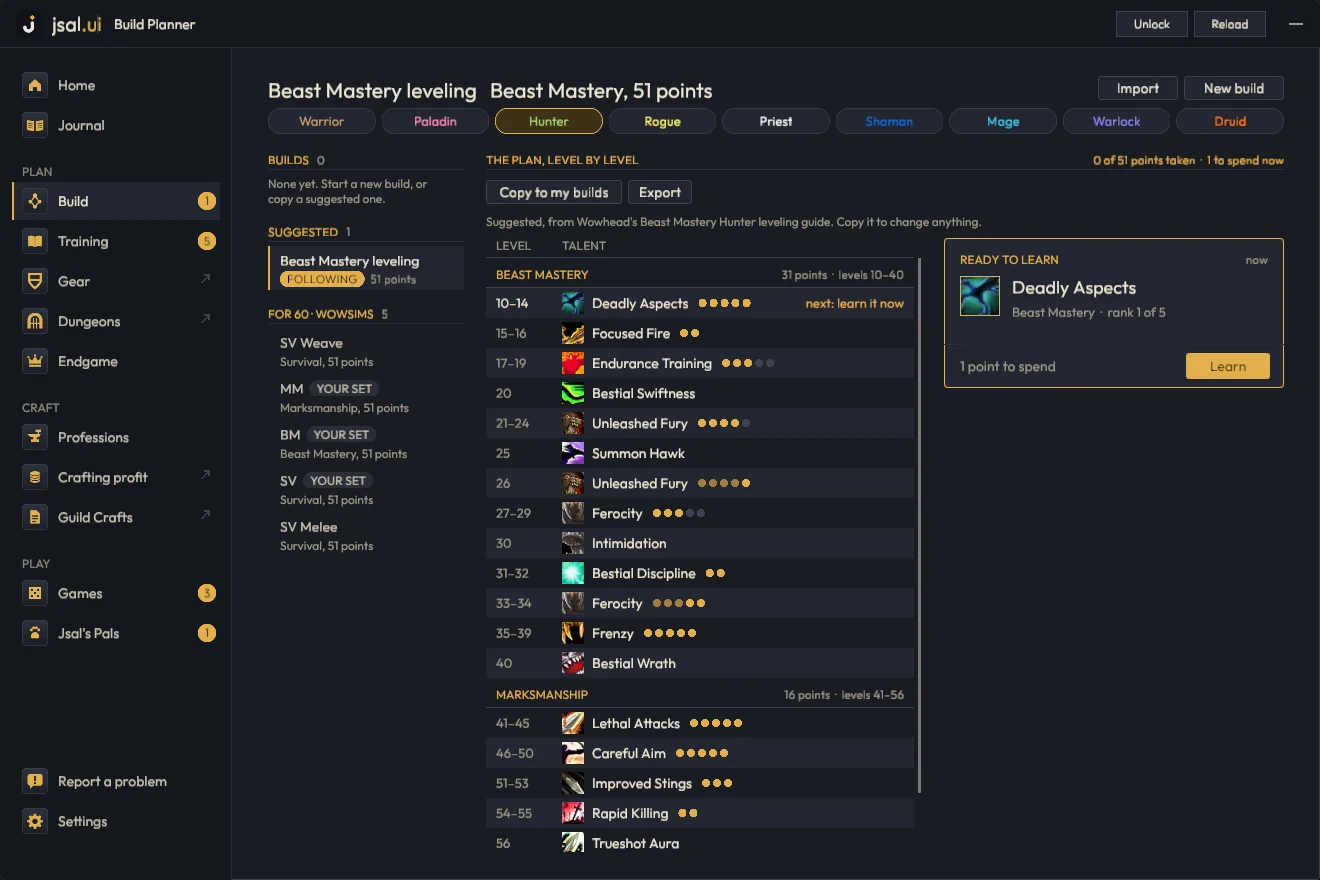 jsal.ui Build Planner
Unlock
Reload
Home
Journal
PLAN
Build 1
Training 5
Gear
Dungeons
Endgame
CRAFT
Professions
Crafting profit
Guild Crafts
PLAY
Games 3
Jsal's Pals 1
Report a problem
Settings
Beast Mastery leveling Beast Mastery, 51 points
Import
New build
Warrior
Paladin
Hunter
Rogue
Priest
Shaman
Mage
Warlock
Druid
BUILDS 0
None yet. Start a new build, or
copy a suggested one.
SUGGESTED 1
Beast Mastery leveling
FOLLOWING 51 points
FOR 60 · WOWSIMS 5
SV Weave
Survival, 51 points
MM YOUR SET
Marksmanship, 51 points
BM YOUR SET
Beast Mastery, 51 points
SV YOUR SET
Survival, 51 points
SV Melee
Survival, 51 points
THE PLAN, LEVEL BY LEVEL
0 of 51 points taken · 1 to spend now
Copy to my builds
Export
Suggested, from Wowhead's Beast Mastery Hunter leveling guide. Copy it to change anything.
LEVEL TALENT
BEAST MASTERY 31 points · levels 10–40
10–14 Deadly Aspects next: learn it now
15–16 Focused Fire
17–19 Endurance Training
20 Bestial Swiftness
21–24 Unleashed Fury
25 Summon Hawk
26 Unleashed Fury
27–29 Ferocity
30 Intimidation
31–32 Bestial Discipline
33–34 Ferocity
35–39 Frenzy
40 Bestial Wrath
MARKSMANSHIP 16 points · levels 41–56
41–45 Lethal Attacks
46–50 Careful Aim
51–53 Improved Stings
54–55 Rapid Killing
56 Trueshot Aura
READY TO LEARN now
Deadly Aspects
Beast Mastery · rank 1 of 5
1 point to spend
Learn